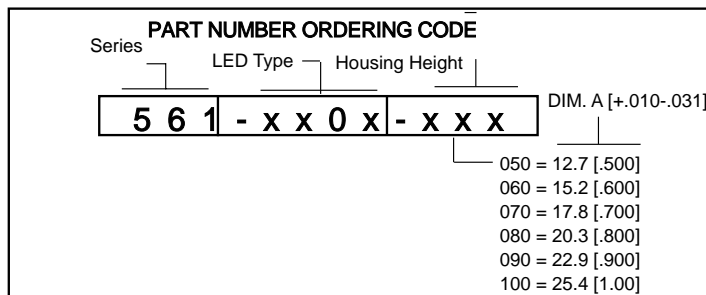 PART NUMBER ORDERING CODE
Series
LED Type
Housing Height
5 6 1 - x x 0 x - x x x
DIM. A [+.010-.031]
050 = 12.7 [.500]
060 = 15.2 [.600]
070 = 17.8 [.700]
080 = 20.3 [.800]
090 = 22.9 [.900]
100 = 25.4 [1.00]